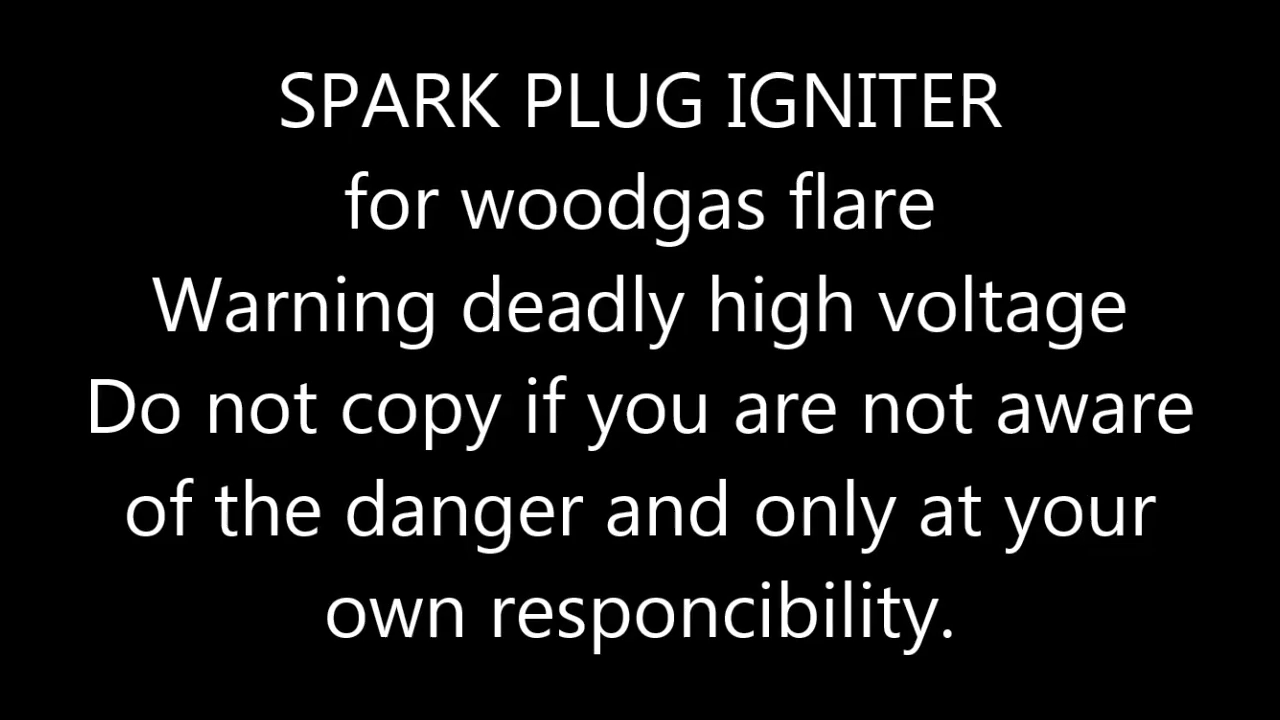 SPARK PLUG IGNITER
for woodgas flare
Warning deadly high voltage
Do not copy if you are not aware
of the danger and only at your
own responcibility.